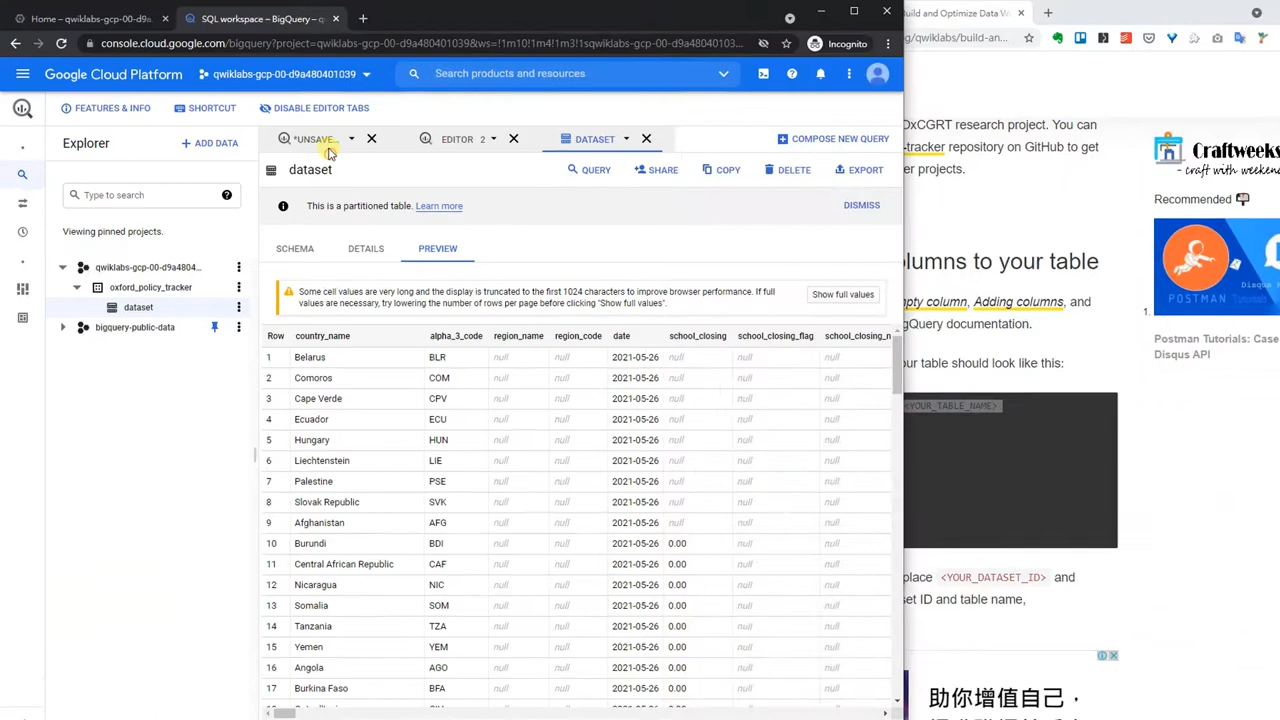 Home – qwiklabs-gcp-00-d9a
SQL workspace – BigQuery –
console.cloud.google.com/bigquery?project=qwiklabs-gcp-00-d9a480401039&ws=!1m10!1m4!1m3!1sqwiklabs-gcp-00-d9a480401039!3m...
Incognito
Google Cloud Platform
qwiklabs-gcp-00-d9a480401039
Search products and resources
FEATURES & INFO
SHORTCUT
DISABLE EDITOR TABS
Explorer
+ ADD DATA
Type to search
Viewing pinned projects.
qwiklabs-gcp-00-d9a4804...
oxford_policy_tracker
dataset
bigquery-public-data
*UNSAVE...
EDITOR 2
DATASET
COMPOSE NEW QUERY
dataset
QUERY
SHARE
COPY
DELETE
EXPORT
This is a partitioned table. Learn more
DISMISS
SCHEMA
DETAILS
PREVIEW
Some cell values are very long and the display is truncated to the first 1024 characters to improve browser performance. If full
values are necessary, try lowering the number of rows per page before clicking "Show full values".
Show full values
Row country_name alpha_3_code region_name region_code date school_closing school_closing_flag school_closing_n
1 Belarus BLR null null 2021-05-26 null null null
2 Comoros COM null null 2021-05-26 null null null
3 Cape Verde CPV null null 2021-05-26 null null null
4 Ecuador ECU null null 2021-05-26 null null null
5 Hungary HUN null null 2021-05-26 null null null
6 Liechtenstein LIE null null 2021-05-26 null null null
7 Palestine PSE null null 2021-05-26 null null null
8 Slovak Republic SVK null null 2021-05-26 null null null
9 Afghanistan AFG null null 2021-05-26 null null null
10 Burundi BDI null null 2021-05-26 0.00 null null
11 Central African Republic CAF null null 2021-05-26 0.00 null null
12 Nicaragua NIC null null 2021-05-26 0.00 null null
13 Somalia SOM null null 2021-05-26 0.00 null null
14 Tanzania TZA null null 2021-05-26 0.00 null null
15 Yemen YEM null null 2021-05-26 0.00 null null
16 Angola AGO null null 2021-05-26 0.00 null null
17 Burkina Faso BFA null null 2021-05-26 0.00 null null
Build and Optimize Data W
ng/qwiklabs/build-an...
OxCGRT research project. You can
-tracker repository on GitHub to get
er projects.
olumns to your table
mpty column, Adding columns, and
gQuery documentation.
your table should look like this:
<YOUR_TABLE_NAME>
place <YOUR_DATASET_ID> and
set ID and table name,
Craftweeks
- craft with weekend
Recommended
POSTMAN
Postman Tutorials: Case
Disqus API
1.
助你增值自己，